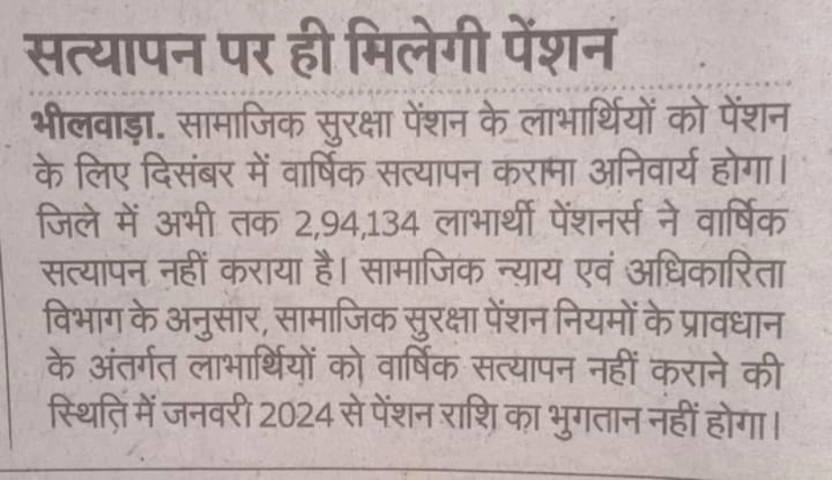 सत्यापन पर ही मिलेगी पेंशन
भीलवाड़ा. सामाजिक सुरक्षा पेंशन के लाभार्थियों को पेंशन
के लिए दिसंबर में वार्षिक सत्यापन करामा अनिवार्य होगा।
जिले में अभी तक 2,94,134 लाभार्थी पेंशनर्स ने वार्षिक
सत्यापन नहीं कराया है। सामाजिक न्याय एवं अधिकारिता
विभाग के अनुसार, सामाजिक सुरक्षा पेंशन नियमों के प्रावधान
के अंतर्गत लाभार्थियों को वार्षिक सत्यापन नहीं कराने की
स्थिति में जनवरी 2024 से पेंशन राशि का भुगतान नहीं होगा।